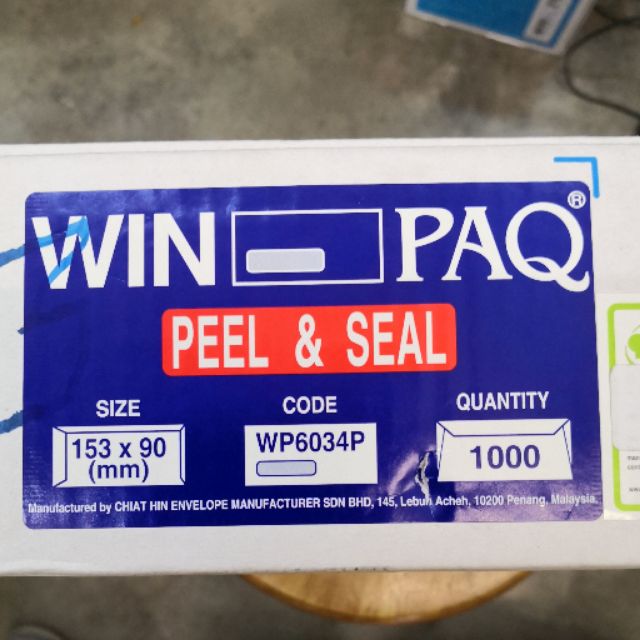 WIN PAQ®
PEEL & SEAL
SIZE CODE QUANTITY
153 x 90 (mm)
WP6034P
1000
Manufactured by CHIAT HIN ENVELOPE MANUFACTURER SDN BHD, 145, Lebuh Acheh, 10200 Penang, Malaysia.